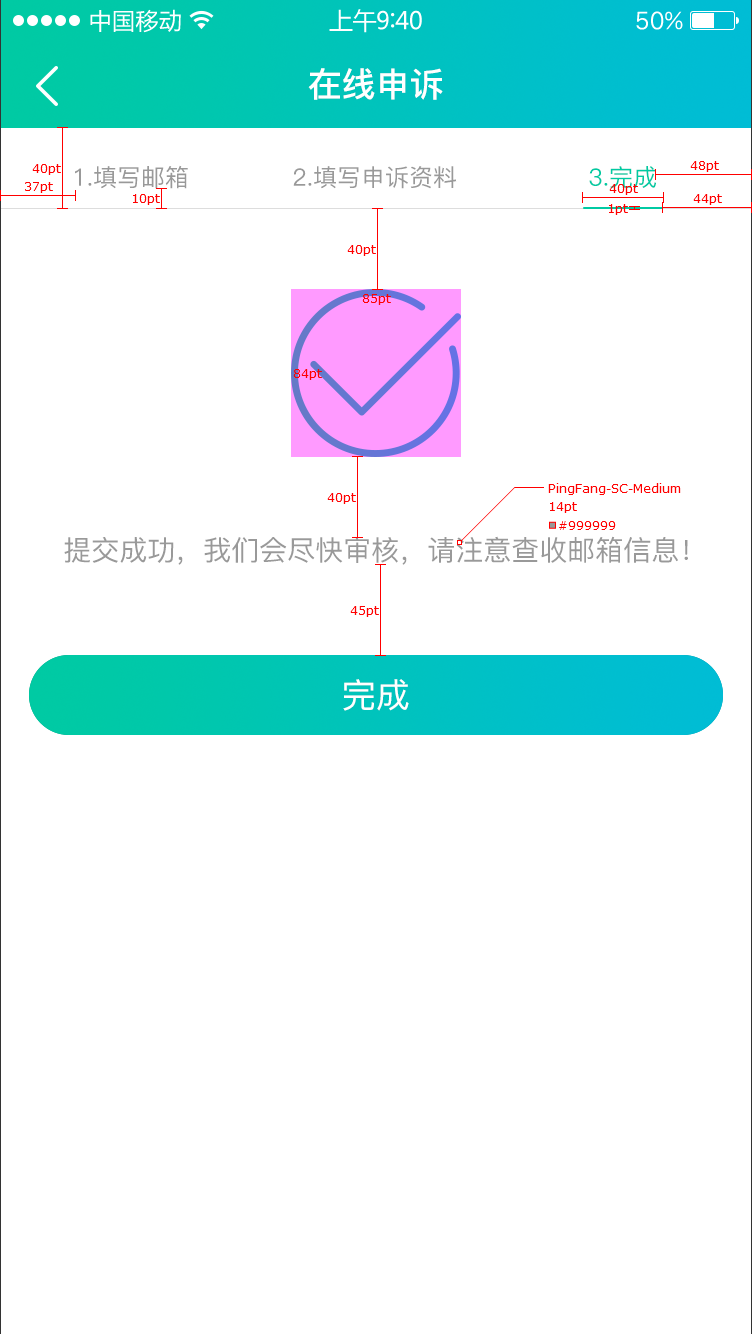 中国移动 上午9:40 50%
在线申诉
40pt
37pt
1.填写邮箱
10pt
2.填写申诉资料
3.完成
48pt
40pt
1pt
44pt
40pt
85pt
84pt
40pt
PingFang-SC-Medium
14pt
#999999
提交成功，我们会尽快审核，请注意查收邮箱信息！
45pt
完成